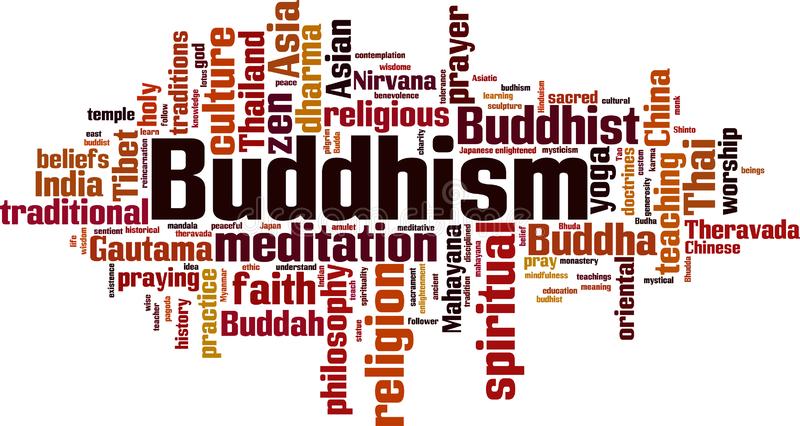 contemplation
wisdome
peace
Asia
Asian
Nirvana
benevolence
prayer
tolerance
Asiatic
budhism
learning
sculpture
Hinduism
sacred
cultural
China
monk
temple
holy
follow
traditions
knowledge
lotus
god
culture
Thailand
zen
dharma
pilgrim
Budda
religious
charity
Buddhist
Japanese enlightened
mysticism
yoga
Tao
doctrines
custom
karma
generosity
Shinto
teaching
Thai
worship
beings
east
buddist
learn
beliefs
Tibet
reincarnation
India
traditional
Buddhism
Budha
Theravada
Chinese
Bhudda
life
wisdom
sentient
historical
mandala
theravada
peaceful
Japan
amulet
meditative
belief
Bhuda
Gautama
meditation
Mahayana
disciplined
mahayana
tradition
spiritual
Buddha
pray
monastery
mindfulness
teachings
education
meaning
budhist
oriental
mystical
existence
praying
idea
wise
teacher
pagoda
history
practice
Myanmar
ethic
understand
faith
Buddah
Indian
teach
philosophy
spirituality
statue
religion
sacrament
enlightenment
ancient
follower